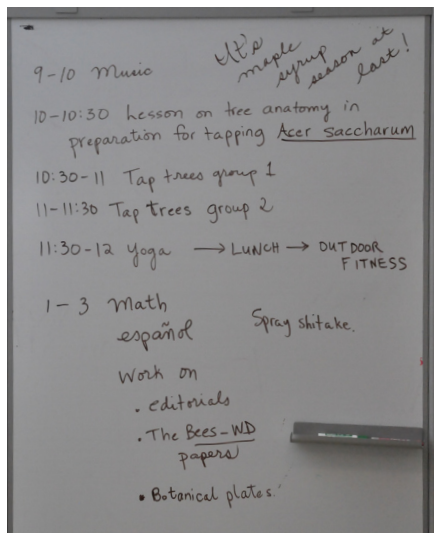 It's
maple
syrup
season at
last!
9-10 Music
10-10:30 Lesson on tree anatomy in
preparation for tapping Acer saccharum
10:30-11 Tap trees group 1
11-11:30 Tap trees group 2
11:30-12 Yoga → LUNCH → OUTDOOR
FITNESS
1-3 Math
español
Spray shitake.
Work on
• editorials
• The Bees-WD
papers
• Botanical plates.